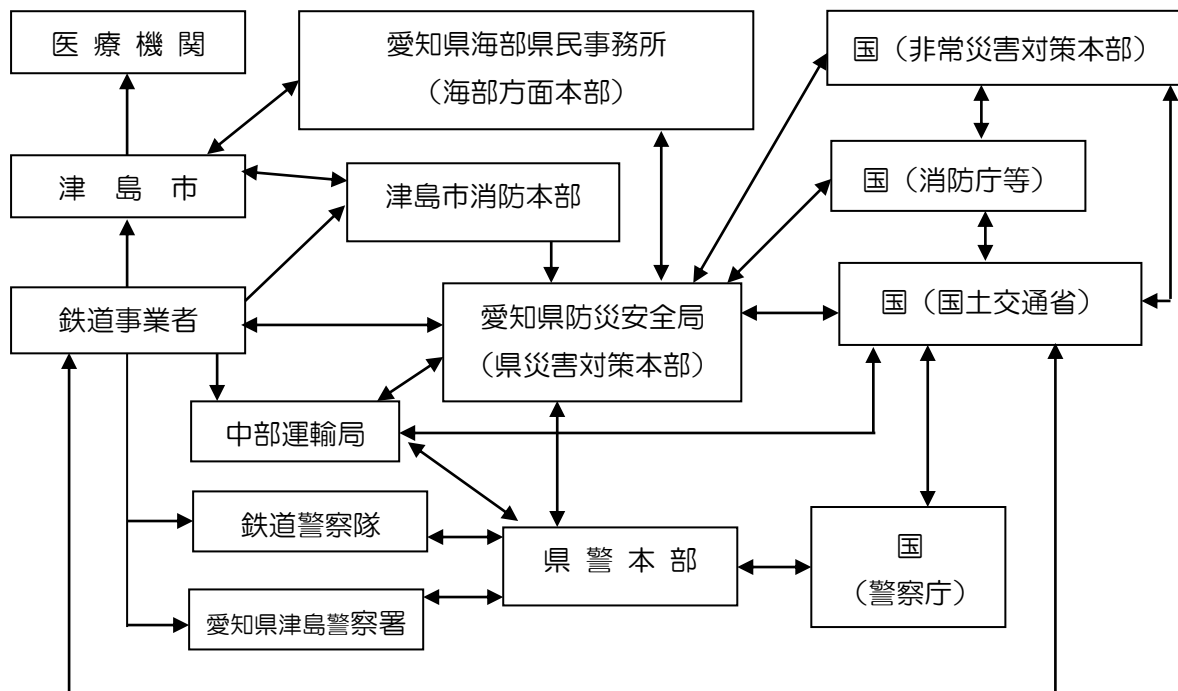 医療機関
愛知県海部県民事務所
（海部方面本部）
国（非常災害対策本部）
津島市
津島市消防本部
国（消防庁等）
鉄道事業者
愛知県防災安全局
（県災害対策本部）
国（国土交通省）
中部運輸局
鉄道警察隊
県警本部
国
（警察庁）
愛知県津島警察署